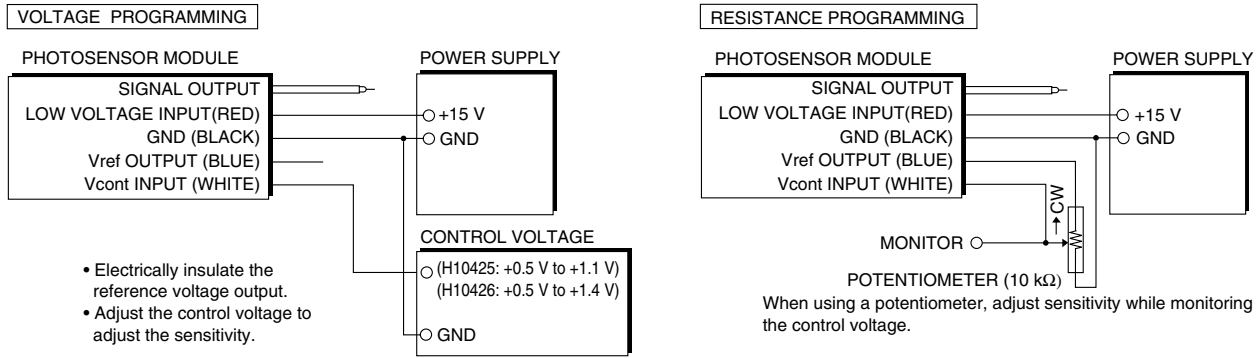 VOLTAGE PROGRAMMING
PHOTOSENSOR MODULE
SIGNAL OUTPUT
LOW VOLTAGE INPUT(RED)
GND (BLACK)
Vref OUTPUT (BLUE)
Vcont INPUT (WHITE)
POWER SUPPLY
+15 V
GND
CONTROL VOLTAGE
(H10425: +0.5 V to +1.1 V)
(H10426: +0.5 V to +1.4 V)
GND
• Electrically insulate the
reference voltage output.
• Adjust the control voltage to
adjust the sensitivity.
RESISTANCE PROGRAMMING
PHOTOSENSOR MODULE
SIGNAL OUTPUT
LOW VOLTAGE INPUT(RED)
GND (BLACK)
Vref OUTPUT (BLUE)
Vcont INPUT (WHITE)
POWER SUPPLY
+15 V
GND
CW
MONITOR
POTENTIOMETER (10 kΩ)
When using a potentiometer, adjust sensitivity while monitoring
the control voltage.